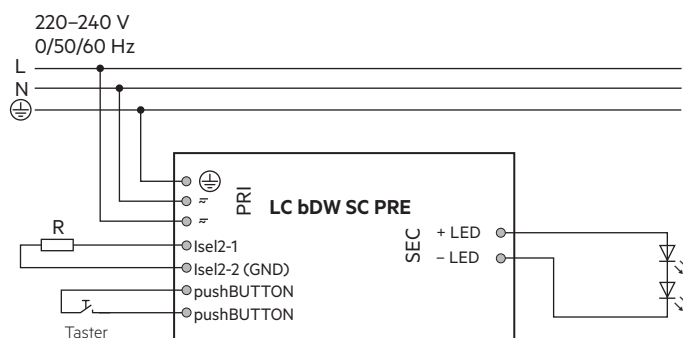 220–240 V
0/50/60 Hz
L
N
PRI
LC bDW SC PRE
≂
≂
R
Isel2-1
Isel2-2 (GND)
pushBUTTON
pushBUTTON
Taster
SEC
+ LED
– LED